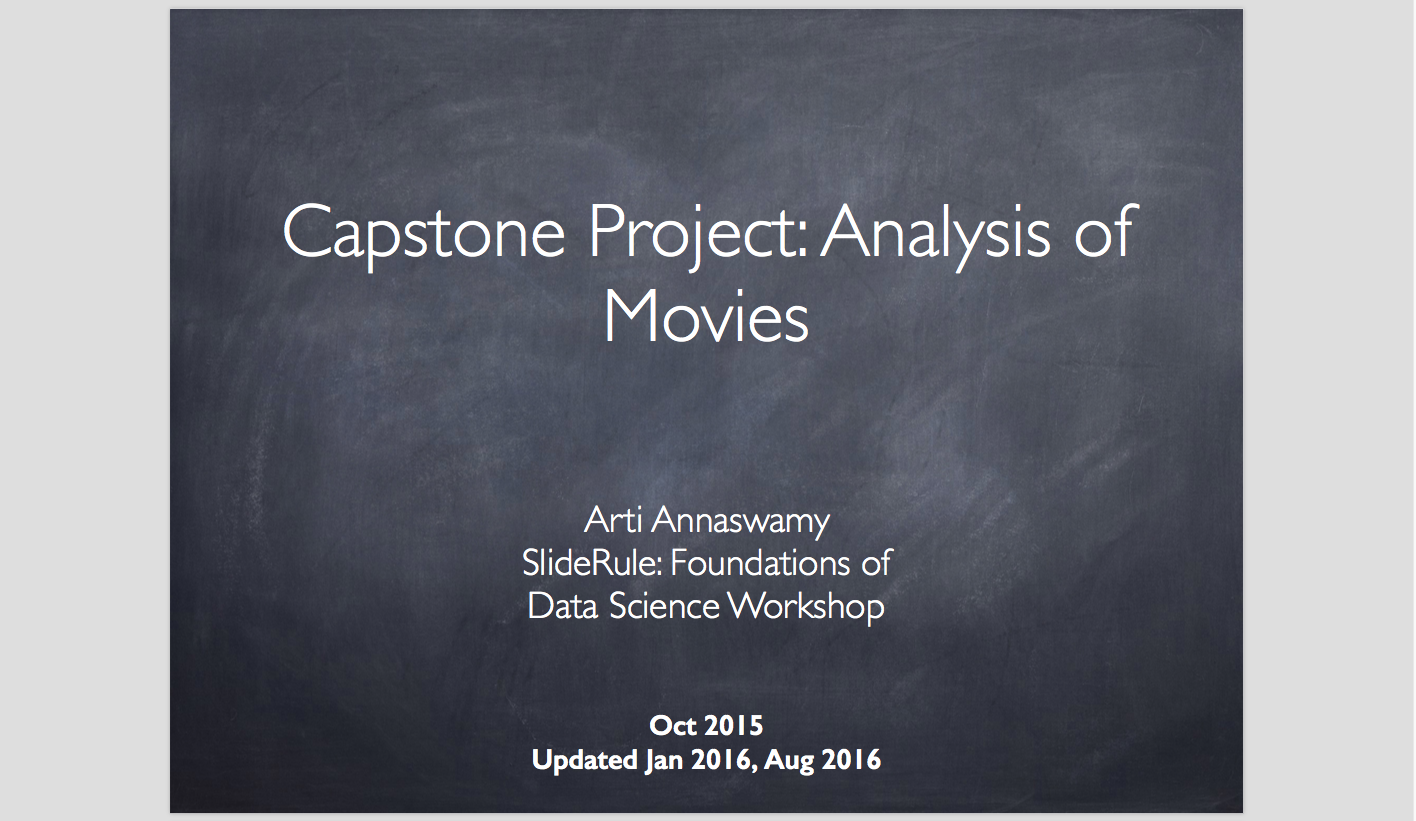 Capstone Project: Analysis of
Movies
Arti Annaswamy
SlideRule: Foundations of
Data Science Workshop
Oct 2015
Updated Jan 2016, Aug 2016